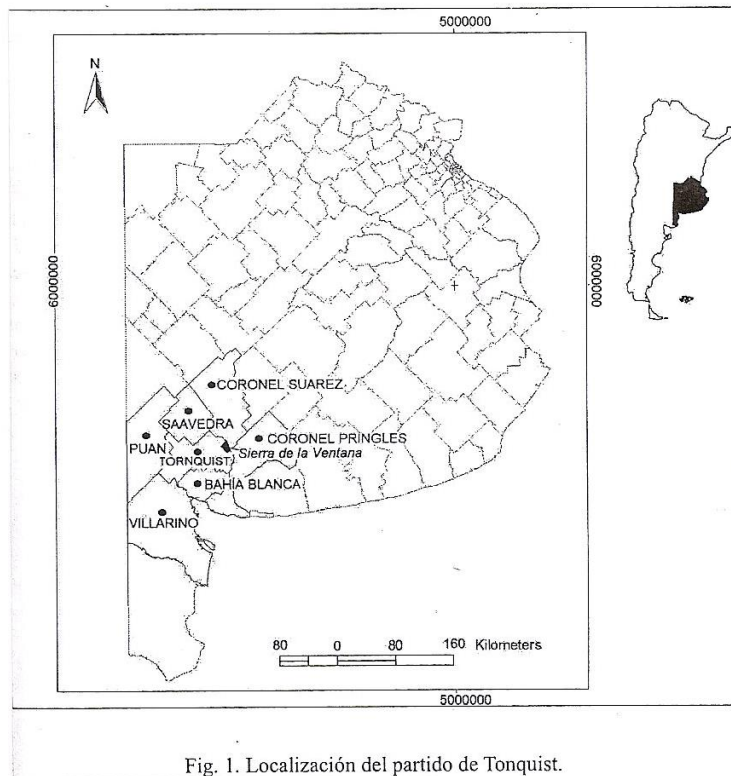 5000000
N
6000000
6000000
CORONEL SUAREZ
SAAVEDRA
PUAN
CORONEL PRINGLES
TORNQUIST
Sierra de la Ventana
BAHÍA BLANCA
VILLARINO
80 0 80 160 Kilometers
5000000
Fig. 1. Localización del partido de Tonquist.